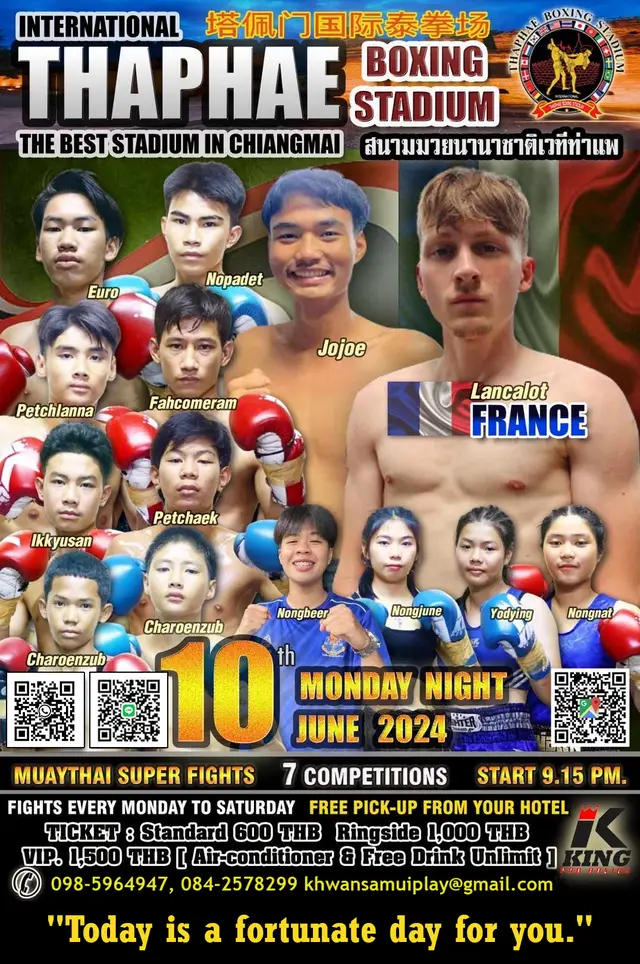 INTERNATIONAL
塔佩门国际泰拳场
THAPHAE
BOXING
STADIUM
THAPHAE BOXING STADIUM
THE BEST STADIUM IN CHIANGMAI
สนามมวยนานาชาติเวทีท่าแพ
Euro
Nopadet
Jojoe
Petchlanna
Fahcomeram
Lancalot
FRANCE
Ikkyusan
Petchaek
Charoenzub
Charoenzub
Nongbeer
Nongjune
Yodying
Nongnat
10th
MONDAY NIGHT
JUNE 2024
MUAYTHAI SUPER FIGHTS 7 COMPETITIONS START 9.15 PM.
FIGHTS EVERY MONDAY TO SATURDAY FREE PICK-UP FROM YOUR HOTEL
TICKET : Standard 600 THB Ringside 1,000 THB
VIP. 1,500 THB [ Air-conditioner & Free Drink Unlimit ]
KING
098-5964947, 084-2578299 khwansamuiplay@gmail.com
"Today is a fortunate day for you."